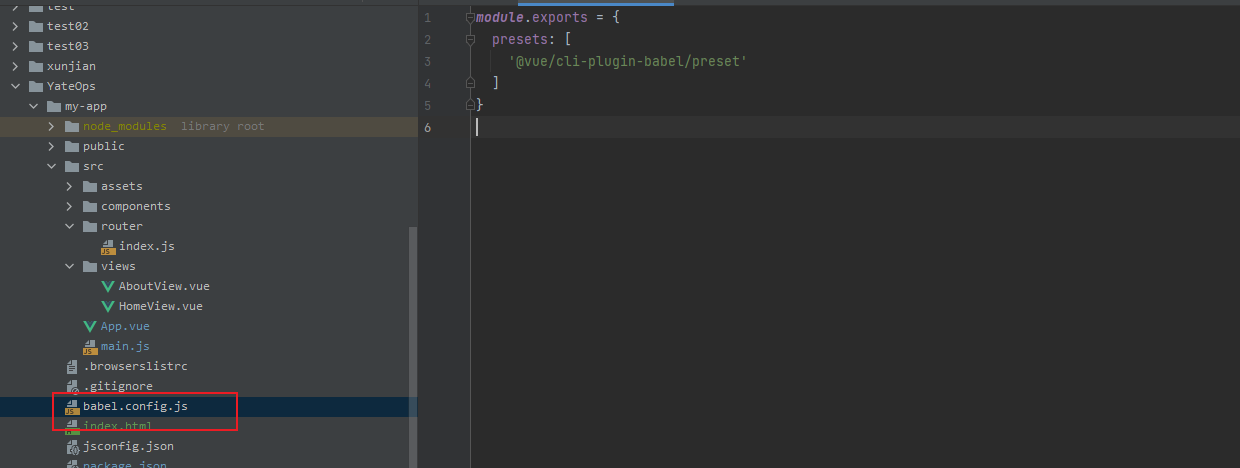 test
test02
test03
xunjian
YateOps
my-app
node_modules library root
public
src
assets
components
router
index.js
views
AboutView.vue
HomeView.vue
App.vue
main.js
.browserslistrc
.gitignore
babel.config.js
index.html
jsconfig.json
package.json
1 module.exports = {
2 presets: [
3 '@vue/cli-plugin-babel/preset'
4 ]
5 }
6